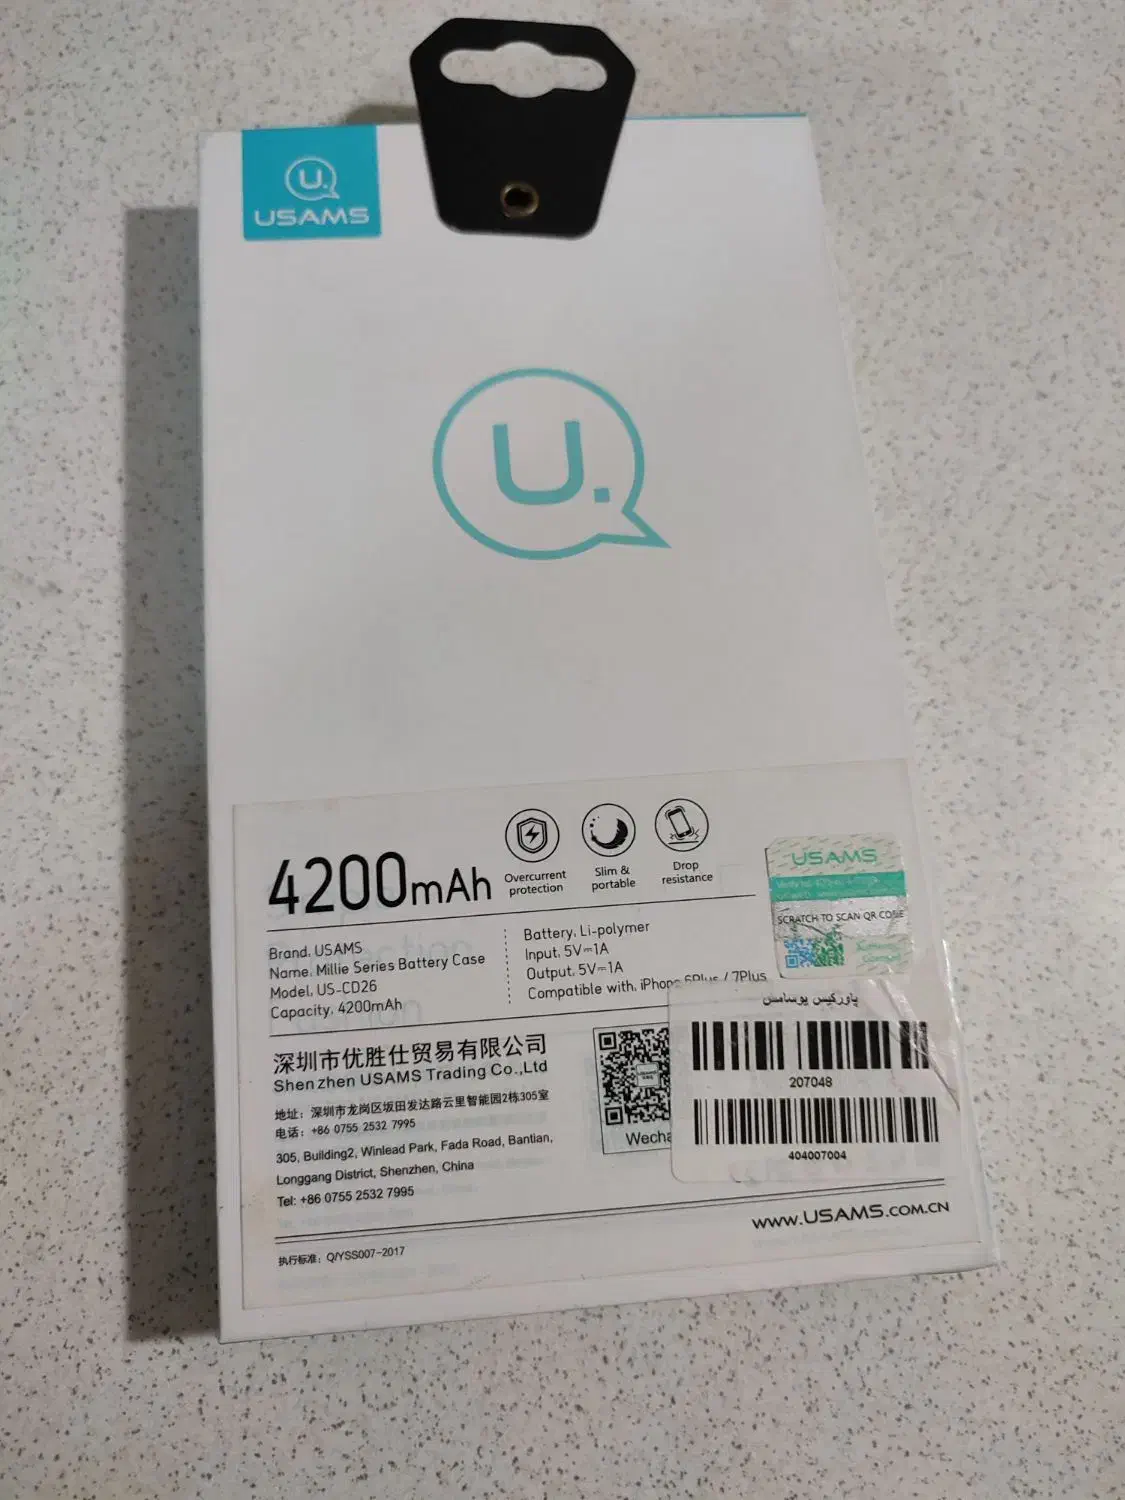 U.
USAMS
U.
4200mAh
Overcurrent
protection
Slim &
portable
Drop
resistance
USAMS
SCRATCH TO SCAN QR CODE
Brand, USAMS
Name, Millie Series Battery Case
Model, US-CD26
Capacity, 4200mAh
Battery, Li-polymer
Input, 5V⎓1A
Output, 5V⎓1A
Compatible with, iPhone 6Plus / 7Plus
پاورکیس یوسامس
207048
404007004
深圳市优胜仕贸易有限公司
Shenzhen USAMS Trading Co.,Ltd
地址：深圳市龙岗区坂田发达路云里智能园2栋305室
电话：+86 0755 2532 7995
305, Building2, Winlead Park, Fada Road, Bantian,
Longgang District, Shenzhen, China
Tel: +86 0755 2532 7995
Wecha
WWW.USAMS.COM.CN
执行标准：Q/YSS007-2017